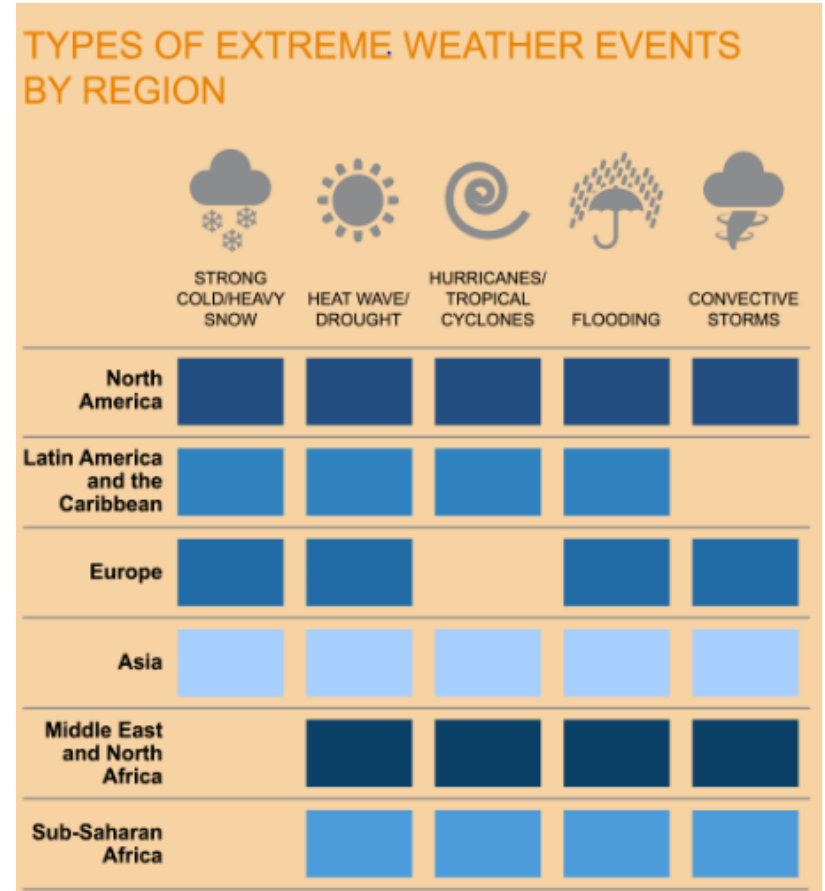 TYPES OF EXTREME WEATHER EVENTS
BY REGION
STRONG
COLD/HEAVY
SNOW
HEAT WAVE/
DROUGHT
HURRICANES/
TROPICAL
CYCLONES
FLOODING
CONVECTIVE
STORMS
North
America
Latin America
and the
Caribbean
Europe
Asia
Middle East
and North
Africa
Sub-Saharan
Africa